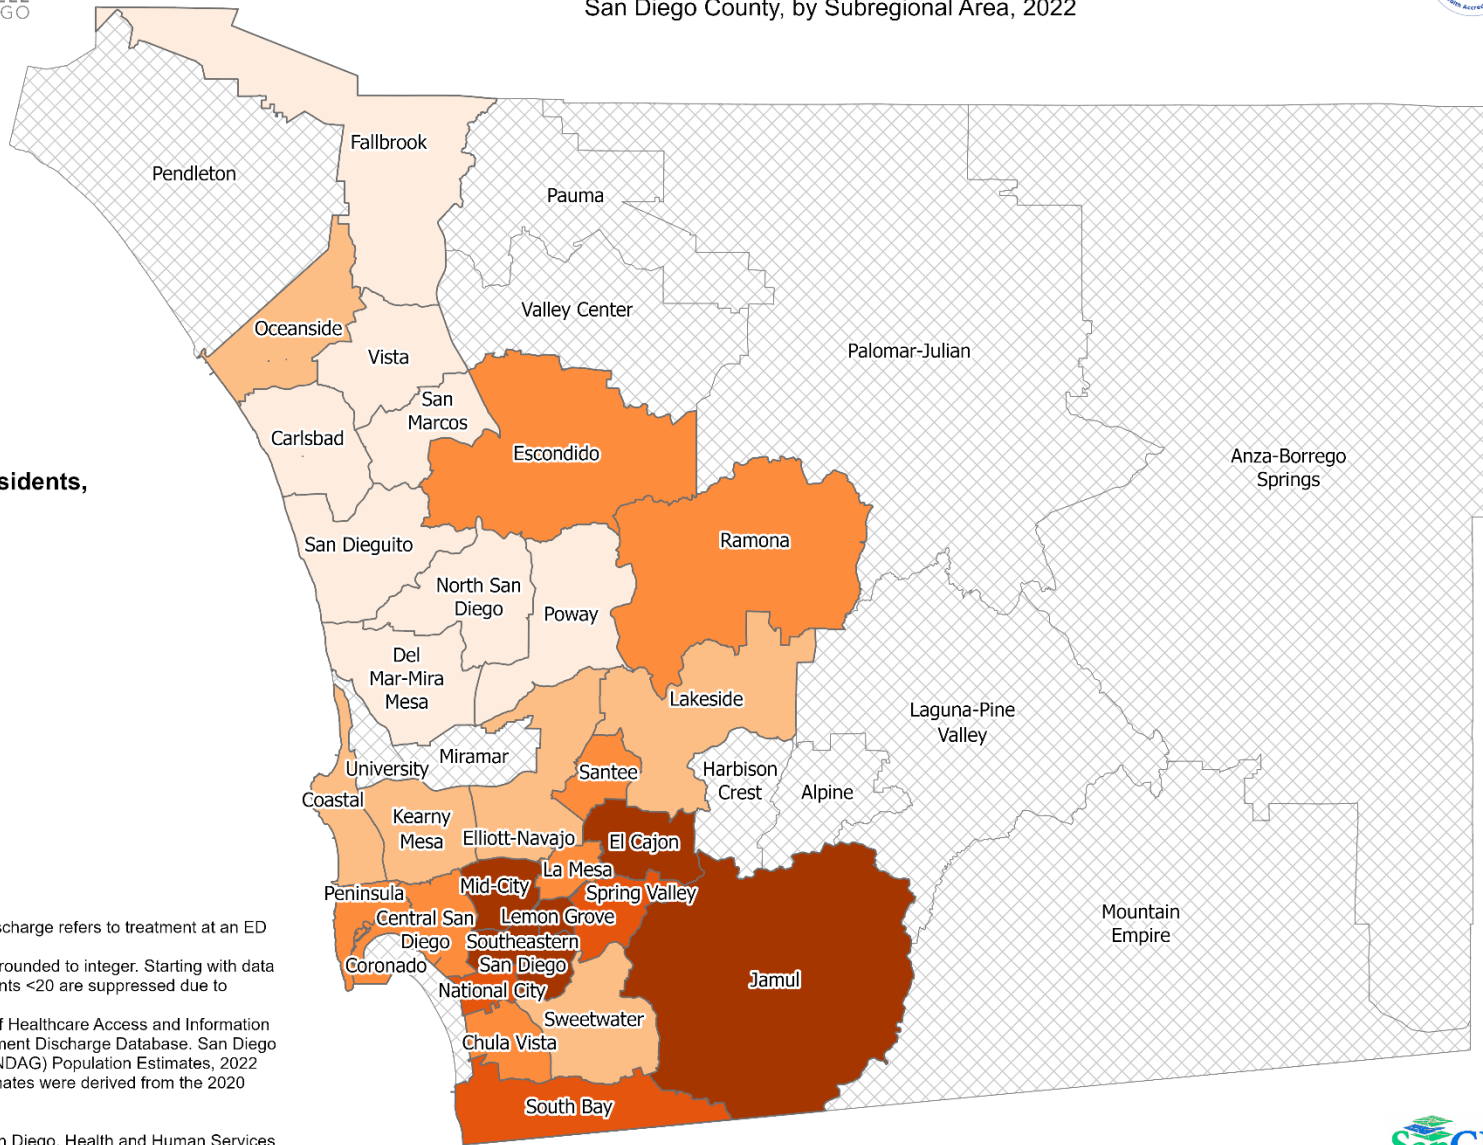 GO
San Diego County, by Subregional Area, 2022
Fallbrook
Pendleton
Pauma
Valley Center
Oceanside
Vista
Palomar-Julian
San
Marcos
Carlsbad
Escondido
Anza-Borrego
Springs
sidents,
San Dieguito
Ramona
North San
Diego
Poway
Del
Mar-Mira
Mesa
Lakeside
Laguna-Pine
Valley
Miramar
University
Santee
Harbison
Crest
Alpine
Coastal
Kearny
Mesa
Elliott-Navajo
El Cajon
La Mesa
Mid-City
Peninsula
Spring Valley
Central San
Diego
Lemon Grove
Mountain
Empire
Southeastern
San Diego
Coronado
Jamul
National City
Sweetwater
Chula Vista
South Bay
scharge refers to treatment at an ED
rounded to integer. Starting with data
nts <20 are suppressed due to
f Healthcare Access and Information
ment Discharge Database. San Diego
NDAG) Population Estimates, 2022
mates were derived from the 2020
n Diego, Health and Human Services